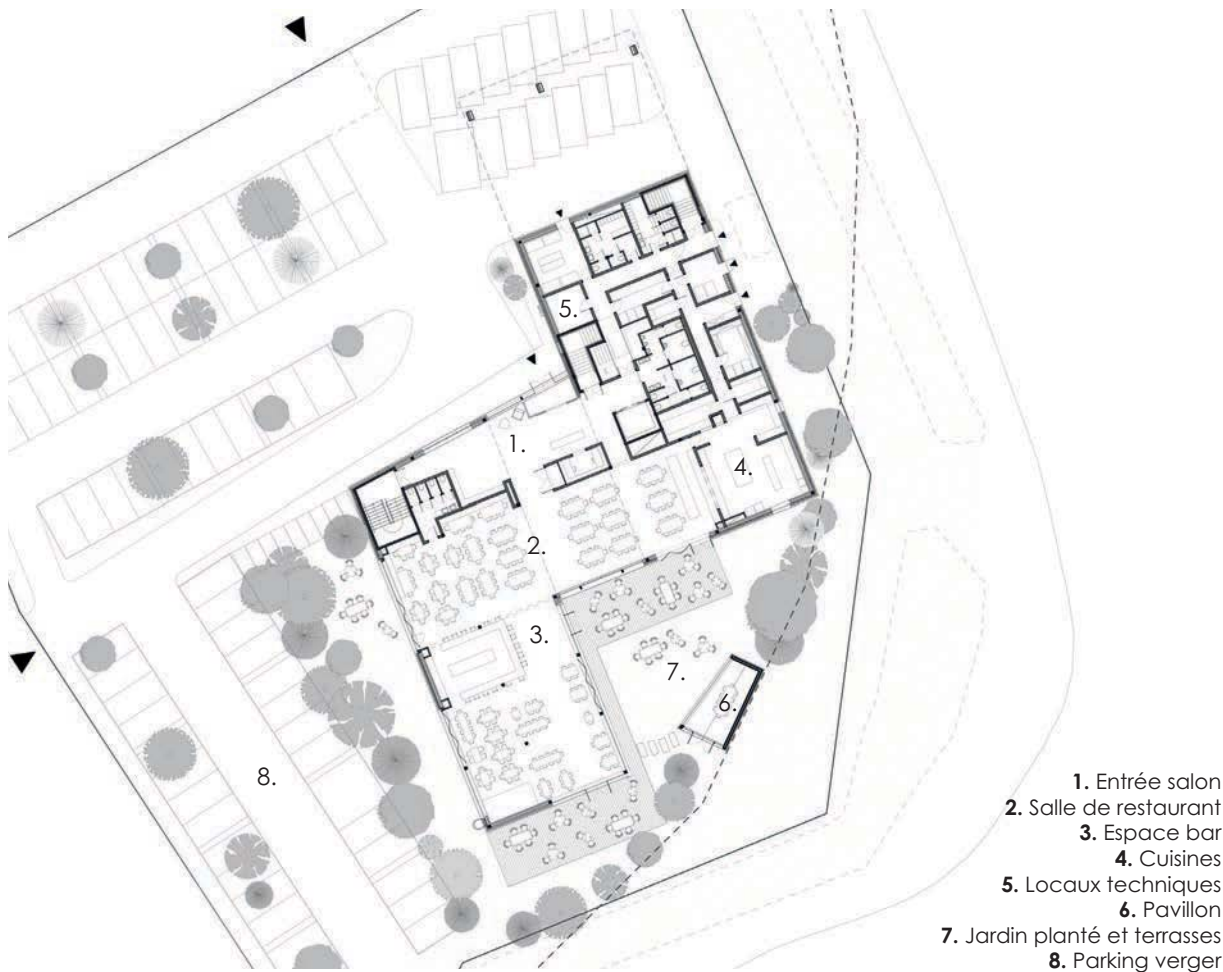 5.
1.
4.
2.
3.
7.
6.
8.
1. Entrée salon
2. Salle de restaurant
3. Espace bar
4. Cuisines
5. Locaux techniques
6. Pavillon
7. Jardin planté et terrasses
8. Parking verger